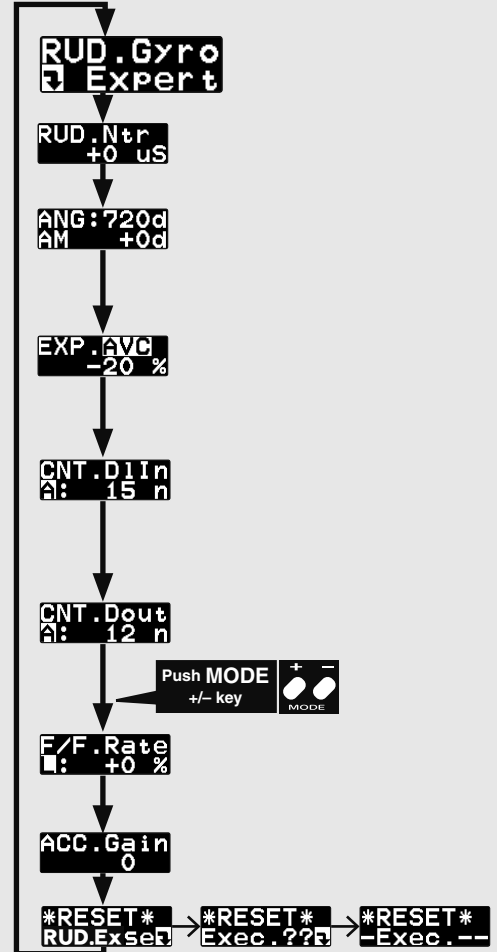 RUD.Gyro
Expert
RUD.Ntr
+0 uS
ANG:720d
AM +0d
EXP.AVC
-20 %
CNT.DlIn
A: 15 n
CNT.Dout
A: 12 n
Push MODE
+/– key
+ –
MODE
F/F.Rate
L: +0 %
ACC.Gain
0
*RESET*
RUD.Exse
*RESET*
Exec.??
*RESET*
-Exec.--